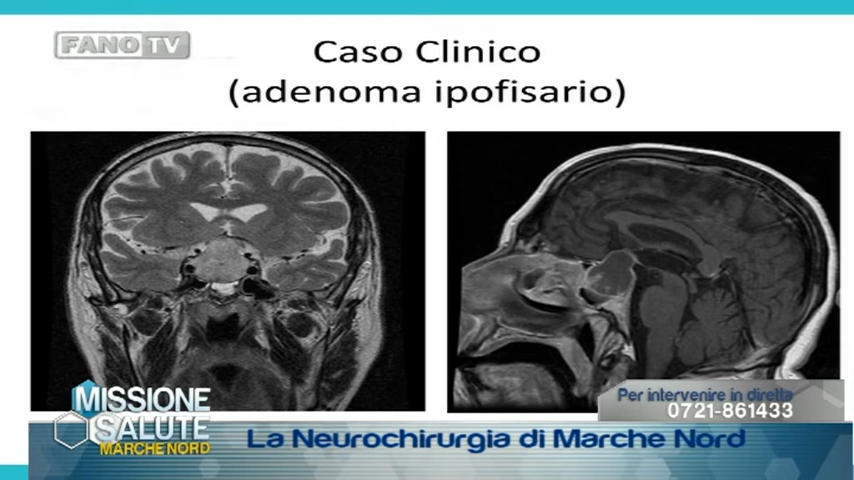 FANO TV
Caso Clinico
(adenoma ipofisario)
Per intervenire in diretta
0721-861433
MISSIONE
SALUTE
MARCHE NORD
La Neurochirurgia di Marche Nord